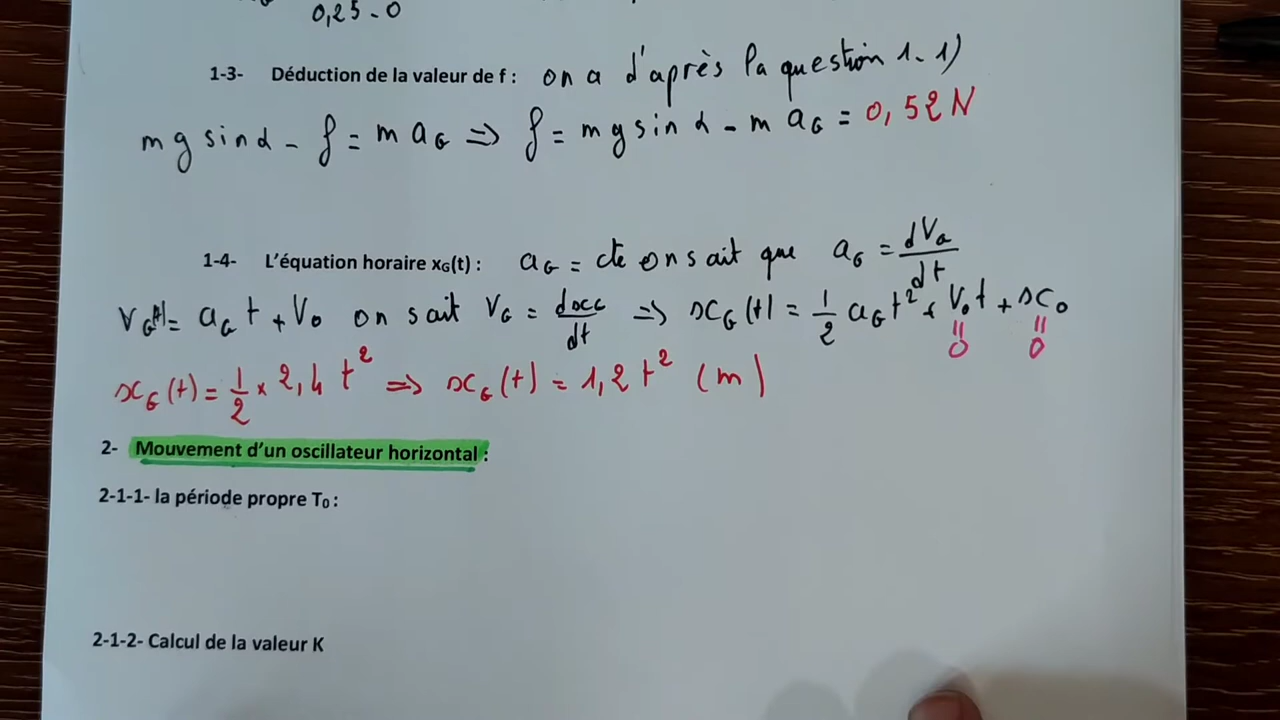 0,25 - 0
1-3- Déduction de la valeur de f : on a d'après la question 1-1)
mg sin α - f = m aG ⇒ f = mg sin α - m aG = 0,52 N
1-4- L'équation horaire xG(t) : aG = cte on sait que aG = dVG/dt
VG(t) = aG t + V0 on sait VG = dxG/dt ⇒ xG(t) = 1/2 aG t² + V0 t + x0
= 0 = 0
xG(t) = 1/2 × 2,4 t² ⇒ xG(t) = 1,2 t² (m)
2- Mouvement d'un oscillateur horizontal :
2-1-1- la période propre T0 :
2-1-2- Calcul de la valeur K